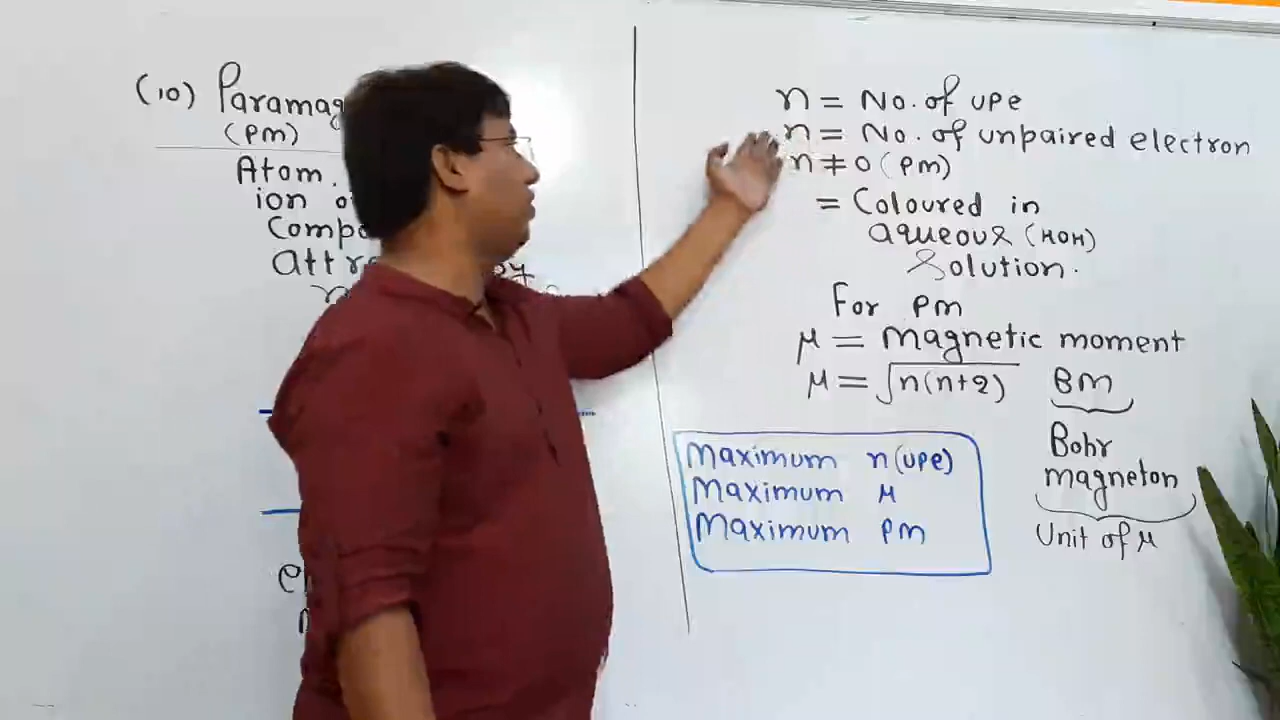 (10) Paramag
(PM)
Atom.
ion
Compo
attra
n = No. of upe
n = No. of unpaired electron
n ≠ 0 (PM)
= Coloured in
aqueous (HOH)
Solution.
For PM
μ = magnetic moment
μ = √n(n+2) BM
Bohr
magneton
Unit of μ
Maximum n(upe)
Maximum μ
Maximum PM